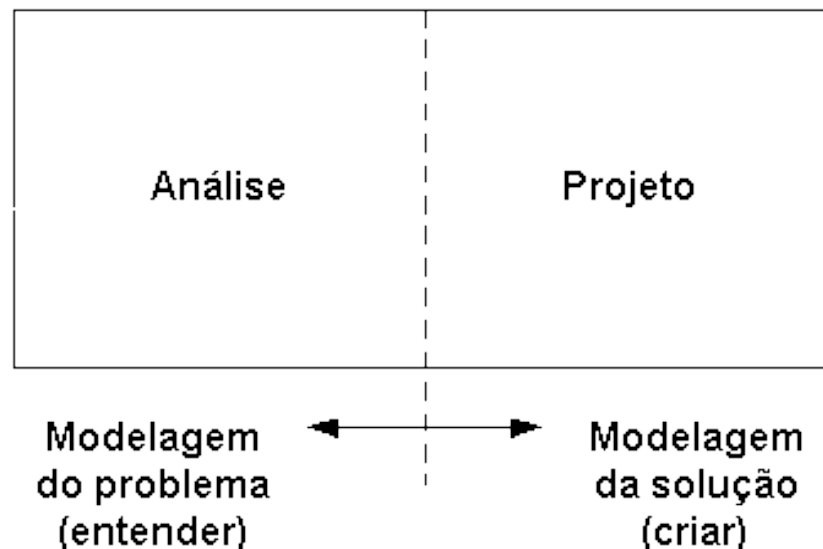 Análise
Projeto
Modelagem
do problema
(entender)
Modelagem
da solução
(criar)